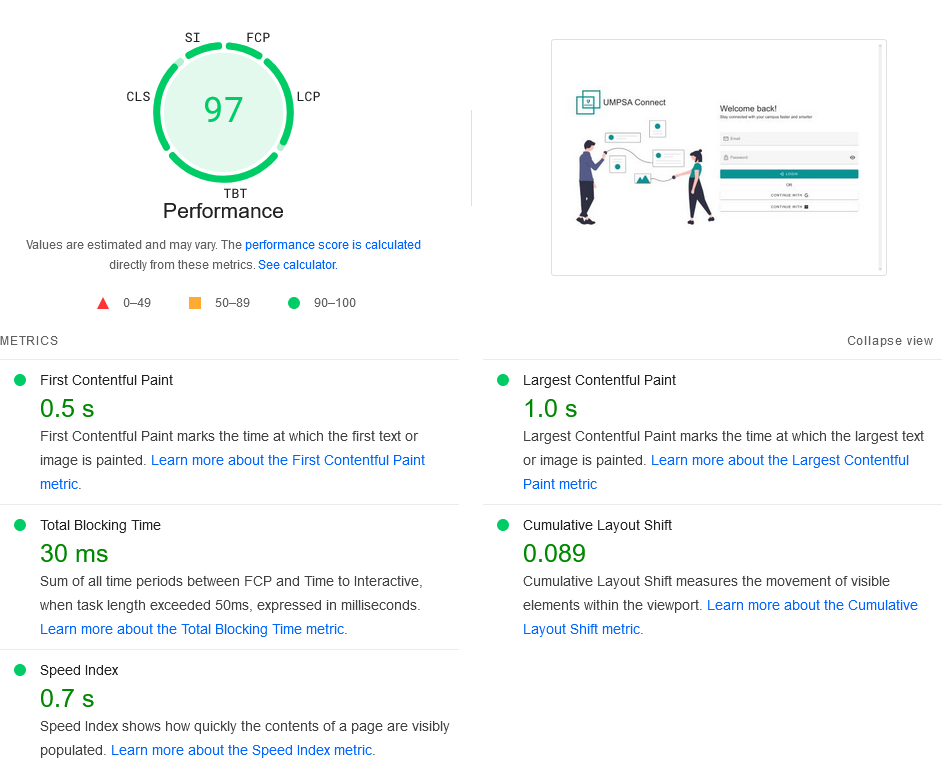 SI
FCP
CLS
LCP
97
TBT
Performance
Values are estimated and may vary. The performance score is calculated
directly from these metrics. See calculator.
0–49
50–89
90–100
UMPSA Connect
Welcome back!
Stay connected with your campus faster and smarter
Email
Password
LOGIN
OR
CONTINUE WITH G
CONTINUE WITH
METRICS
Collapse view
First Contentful Paint
0.5 s
First Contentful Paint marks the time at which the first text or
image is painted. Learn more about the First Contentful Paint
metric.
Largest Contentful Paint
1.0 s
Largest Contentful Paint marks the time at which the largest text
or image is painted. Learn more about the Largest Contentful
Paint metric
Total Blocking Time
30 ms
Sum of all time periods between FCP and Time to Interactive,
when task length exceeded 50ms, expressed in milliseconds.
Learn more about the Total Blocking Time metric.
Cumulative Layout Shift
0.089
Cumulative Layout Shift measures the movement of visible
elements within the viewport. Learn more about the Cumulative
Layout Shift metric.
Speed Index
0.7 s
Speed Index shows how quickly the contents of a page are visibly
populated. Learn more about the Speed Index metric.